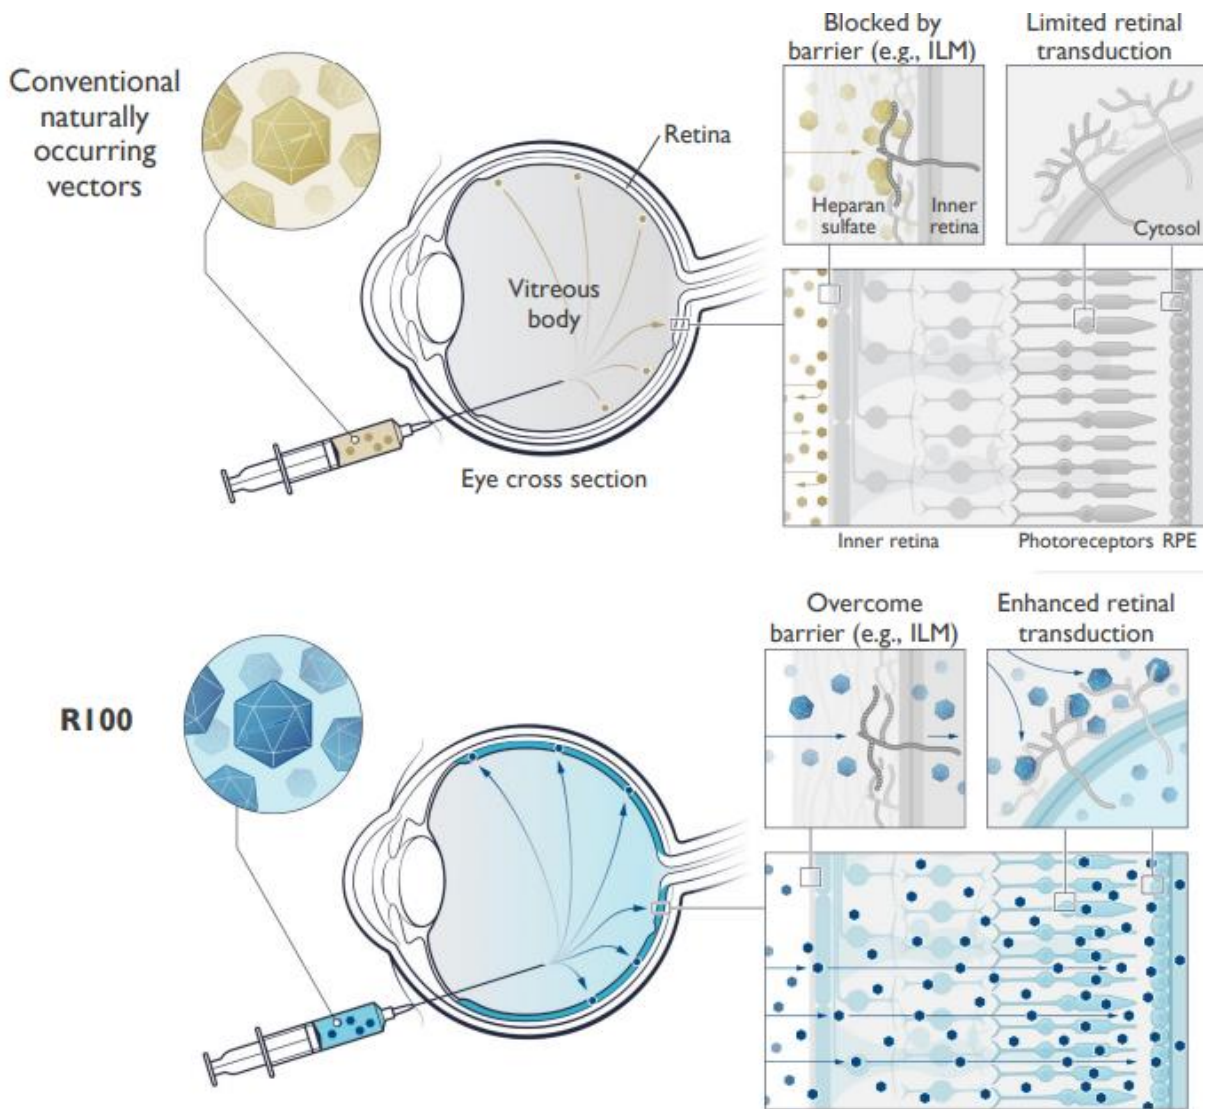 Conventional
naturally
occurring
vectors
Retina
Vitreous
body
Eye cross section
Blocked by
barrier (e.g., ILM)
Heparan
sulfate
Inner
retina
Limited retinal
transduction
Cytosol
Inner retina
Photoreceptors
RPE
R100
Overcome
barrier (e.g., ILM)
Enhanced retinal
transduction